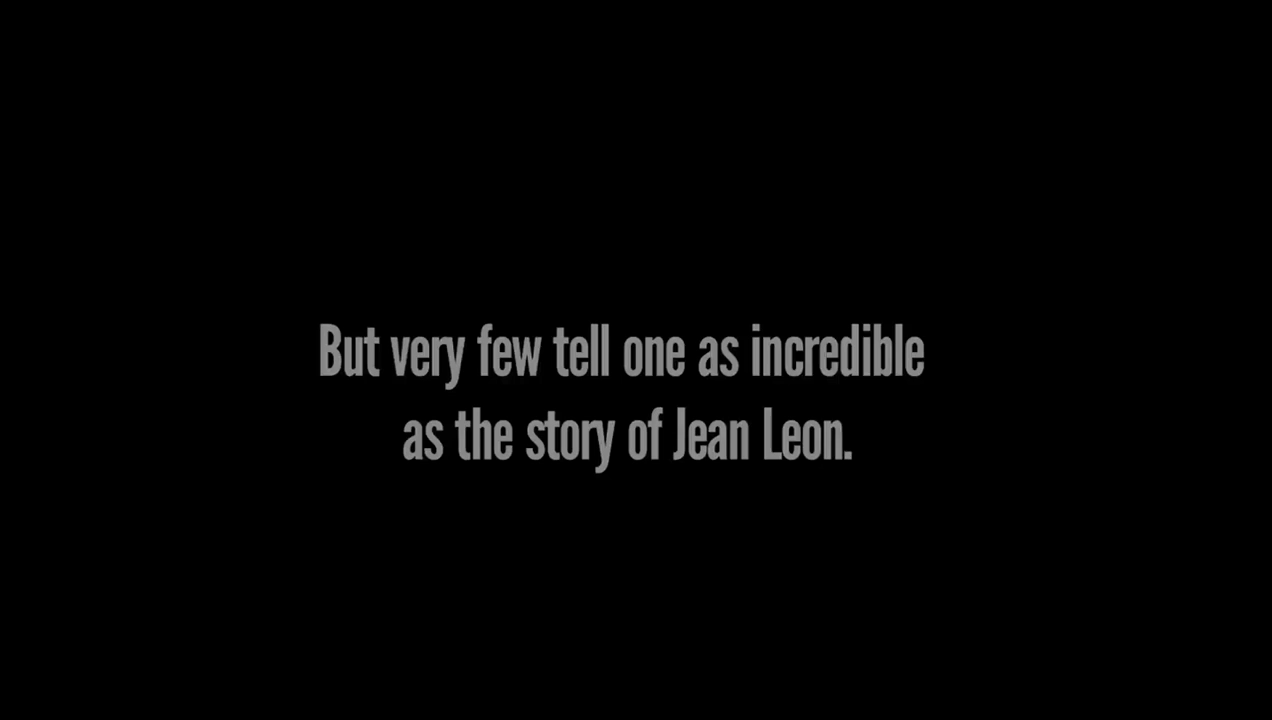 But very few tell one as incredible
as the story of Jean Leon.